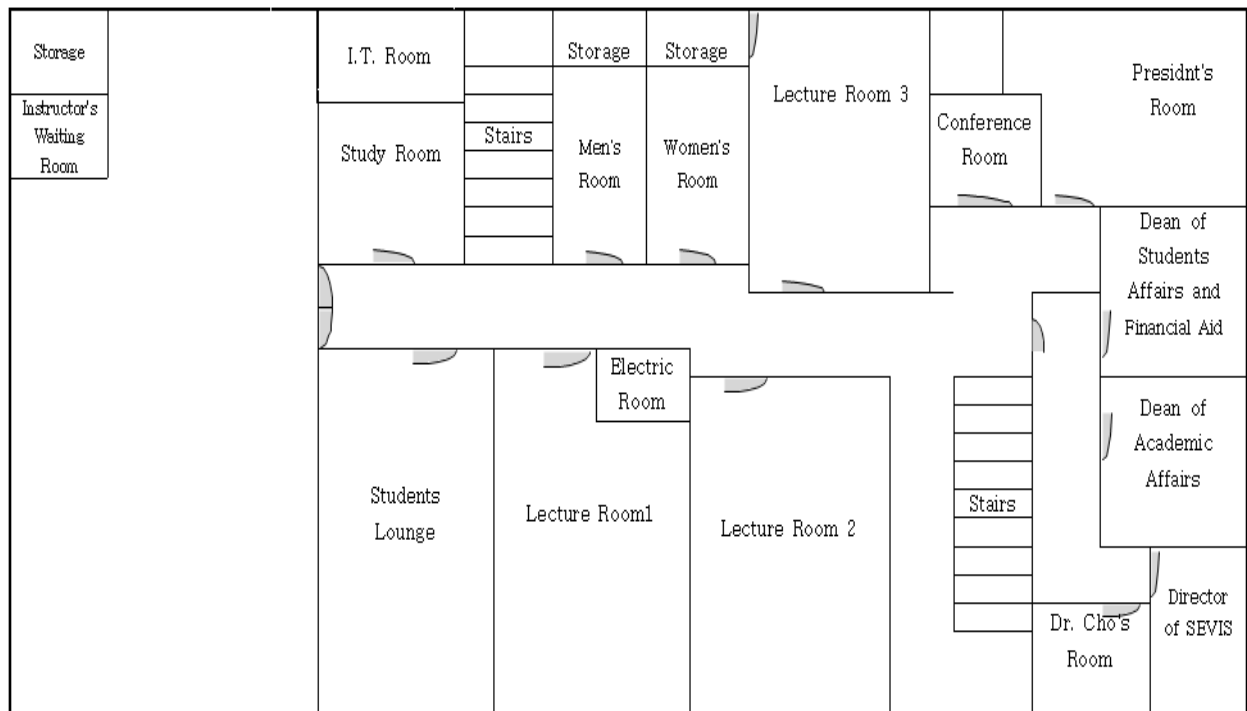 Storage
Instructor's
Waiting
Room
I.T. Room
Study Room
Stairs
Storage
Men's
Room
Storage
Women's
Room
Lecture Room 3
Conference
Room
Presidnt's
Room
Dean of
Students
Affairs and
Financial Aid
Electric
Room
Students
Lounge
Lecture Room1
Lecture Room 2
Stairs
Dean of
Academic
Affairs
Dr. Cho's
Room
Director
of SEVIS